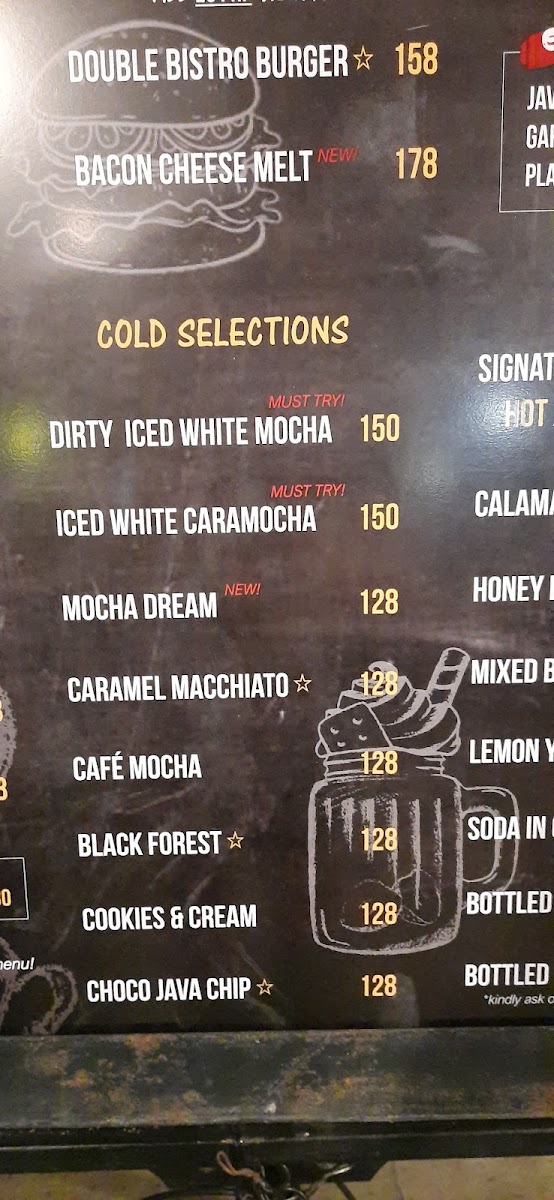 DOUBLE BISTRO BURGER ☆ 158
BACON CHEESE MELT NEW! 178
COLD SELECTIONS
MUST TRY!
DIRTY ICED WHITE MOCHA 150
MUST TRY!
ICED WHITE CARAMOCHA 150
MOCHA DREAM NEW! 128
CARAMEL MACCHIATO ☆ 128
CAFÉ MOCHA 128
BLACK FOREST ☆ 128
COOKIES & CREAM 128
CHOCO JAVA CHIP ☆ 128
HOT
HONEY
MIXED
LEMON
SODA IN
BOTTLED
BOTTLED
*kindly ask